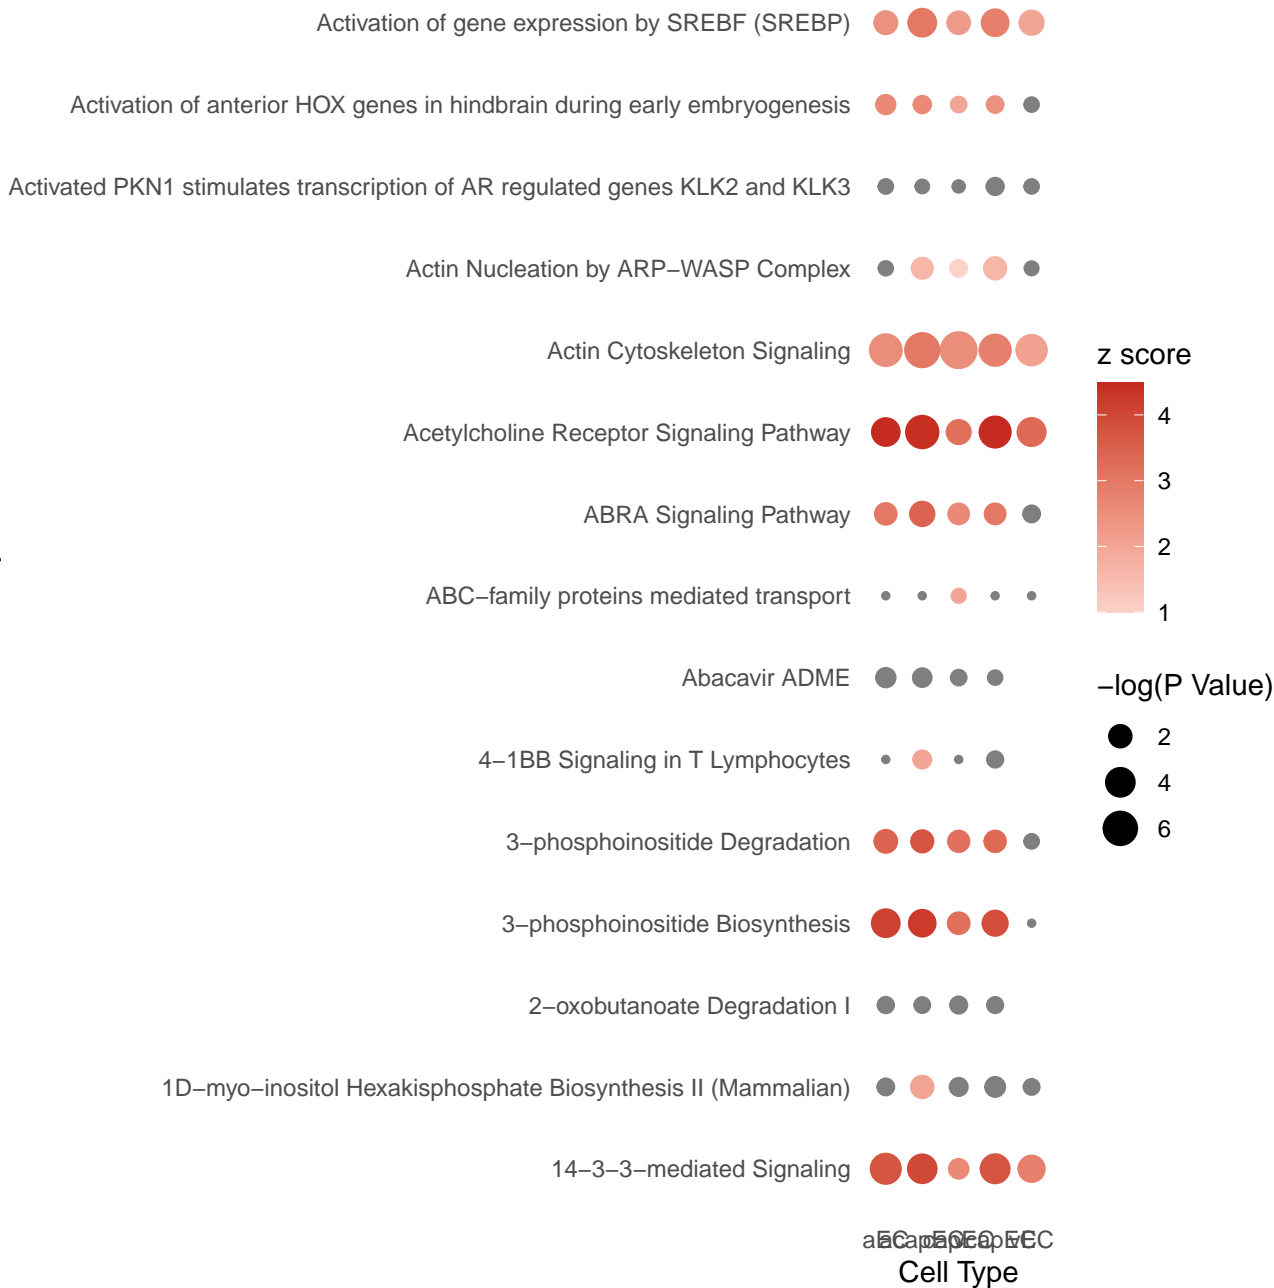 Activation of gene expression by SREBF (SREBP)
Activation of anterior HOX genes in hindbrain during early embryogenesis
Activated PKN1 stimulates transcription of AR regulated genes KLK2 and KLK3
Actin Nucleation by ARP−WASP Complex
Actin Cytoskeleton Signaling
Acetylcholine Receptor Signaling Pathway
ABRA Signaling Pathway
ABC−family proteins mediated transport
Abacavir ADME
4−1BB Signaling in T Lymphocytes
3−phosphoinositide Degradation
3−phosphoinositide Biosynthesis
2−oxobutanoate Degradation I
1D−myo−inositol Hexakisphosphate Biosynthesis II (Mammalian)
14−3−3−mediated Signaling
Cell Type
z score
4
3
2
1
−log(P Value)
2
4
6